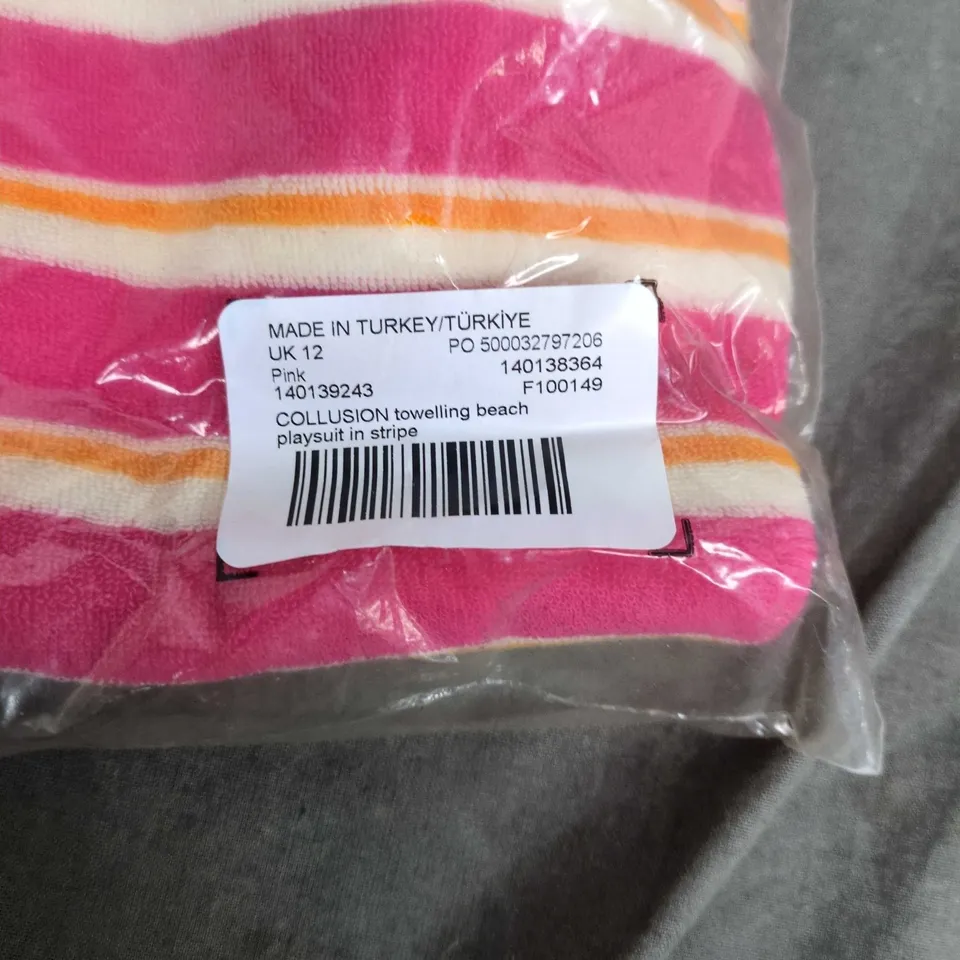 MADE IN TURKEY/TÜRKİYE
UK 12 PO 500032797206
Pink 140138364
140139243 F100149
COLLUSION towelling beach
playsuit in stripe